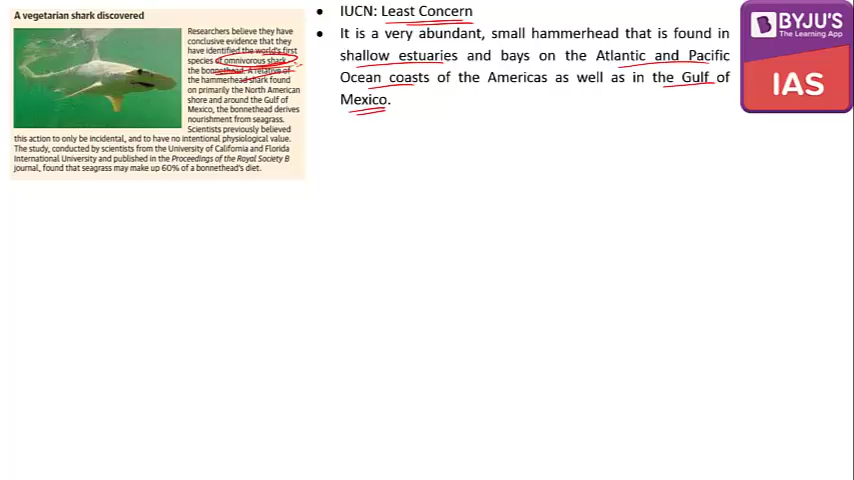 A vegetarian shark discovered
Researchers believe they have
conclusive evidence that they
have identified the world's first
species of omnivorous shark
the bonnethead. A relative of
the hammerhead shark found
on primarily the North American
shore and around the Gulf of
Mexico, the bonnethead derives
nourishment from seagrass.
Scientists previously believed
this action to only be incidental, and to have no intentional physiological value.
The study, conducted by scientists from the University of California and Florida
International University and published in the Proceedings of the Royal Society B
journal, found that seagrass may make up 60% of a bonnethead's diet.
• IUCN: Least Concern
• It is a very abundant, small hammerhead that is found in
shallow estuaries and bays on the Atlantic and Pacific
Ocean coasts of the Americas as well as in the Gulf of
Mexico.
B BYJU'S
The Learning App
IAS